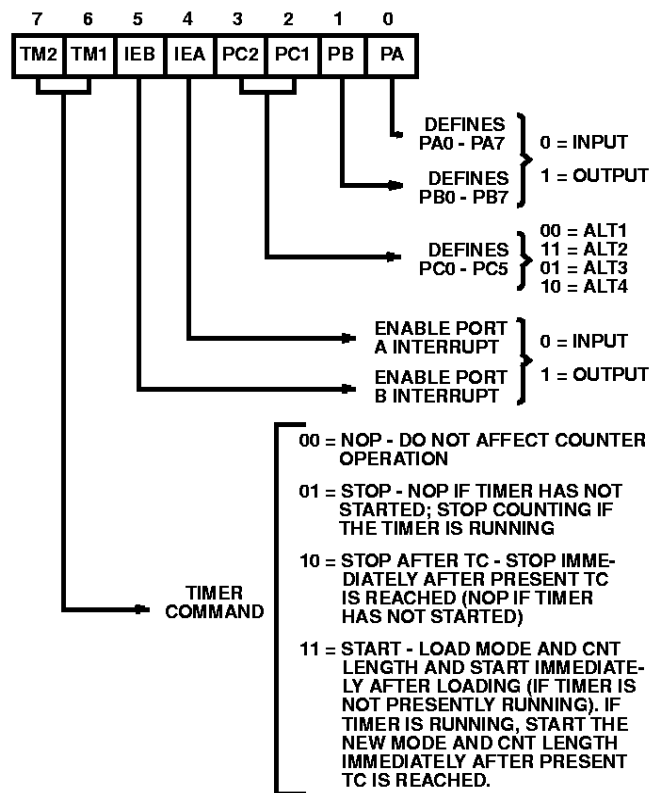 7 6 5 4 3 2 1 0
TM2 TM1 IEB IEA PC2 PC1 PB PA
DEFINES
PA0 - PA7
DEFINES
PB0 - PB7
0 = INPUT
1 = OUTPUT
DEFINES
PC0 - PC5
00 = ALT1
11 = ALT2
01 = ALT3
10 = ALT4
ENABLE PORT
A INTERRUPT
ENABLE PORT
B INTERRUPT
0 = INPUT
1 = OUTPUT
TIMER
COMMAND
00 = NOP - DO NOT AFFECT COUNTER
OPERATION
01 = STOP - NOP IF TIMER HAS NOT
STARTED; STOP COUNTING IF
THE TIMER IS RUNNING
10 = STOP AFTER TC - STOP IMME-
DIATELY AFTER PRESENT TC
IS REACHED (NOP IF TIMER
HAS NOT STARTED)
11 = START - LOAD MODE AND CNT
LENGTH AND START IMMEDIATE-
LY AFTER LOADING (IF TIMER IS
NOT PRESENTLY RUNNING). IF
TIMER IS RUNNING, START THE
NEW MODE AND CNT LENGTH
IMMEDIATELY AFTER PRESENT
TC IS REACHED.